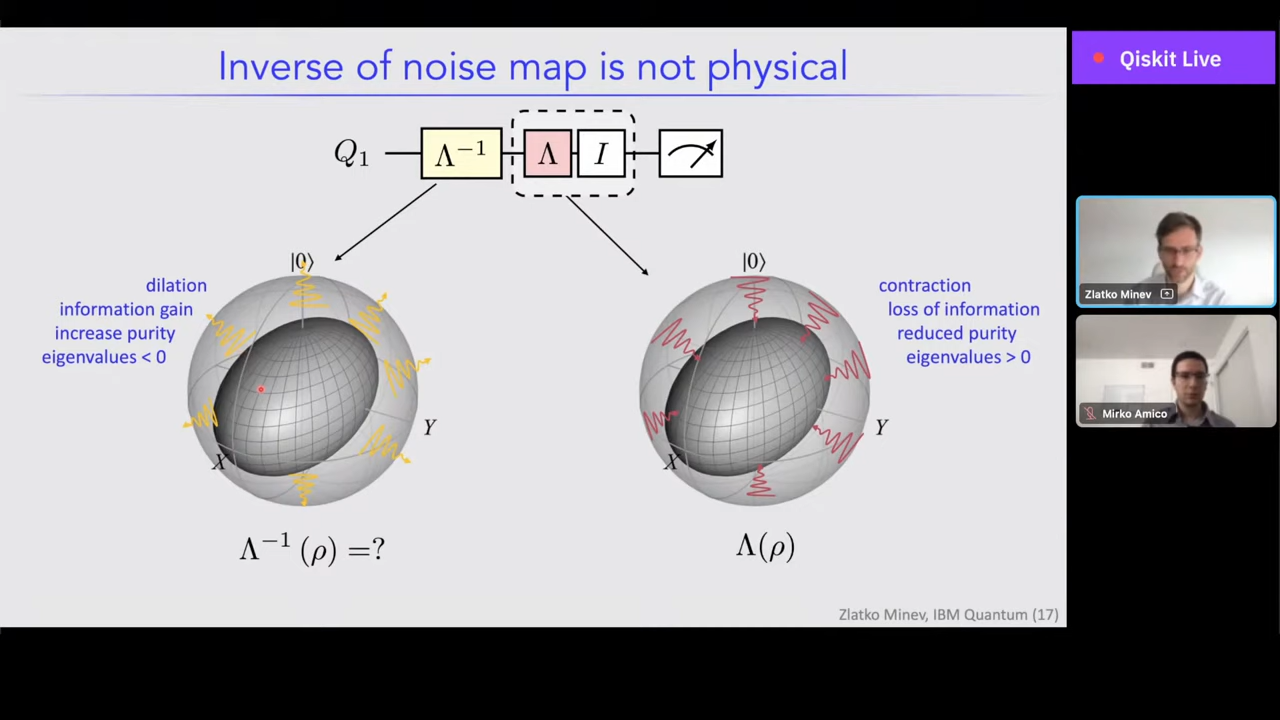 Inverse of noise map is not physical
Q₁ Λ⁻¹ Λ I
|0⟩
dilation
information gain
increase purity
eigenvalues < 0
X
Y
Λ⁻¹ (ρ) =?
|0⟩
contraction
loss of information
reduced purity
eigenvalues > 0
X
Y
Λ(ρ)
Zlatko Minev, IBM Quantum (17)
Qiskit Live
Zlatko Minev
Mirko Amico